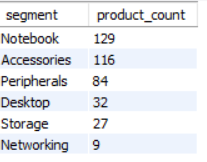 segment product_count
Notebook 129
Accessories 116
Peripherals 84
Desktop 32
Storage 27
Networking 9